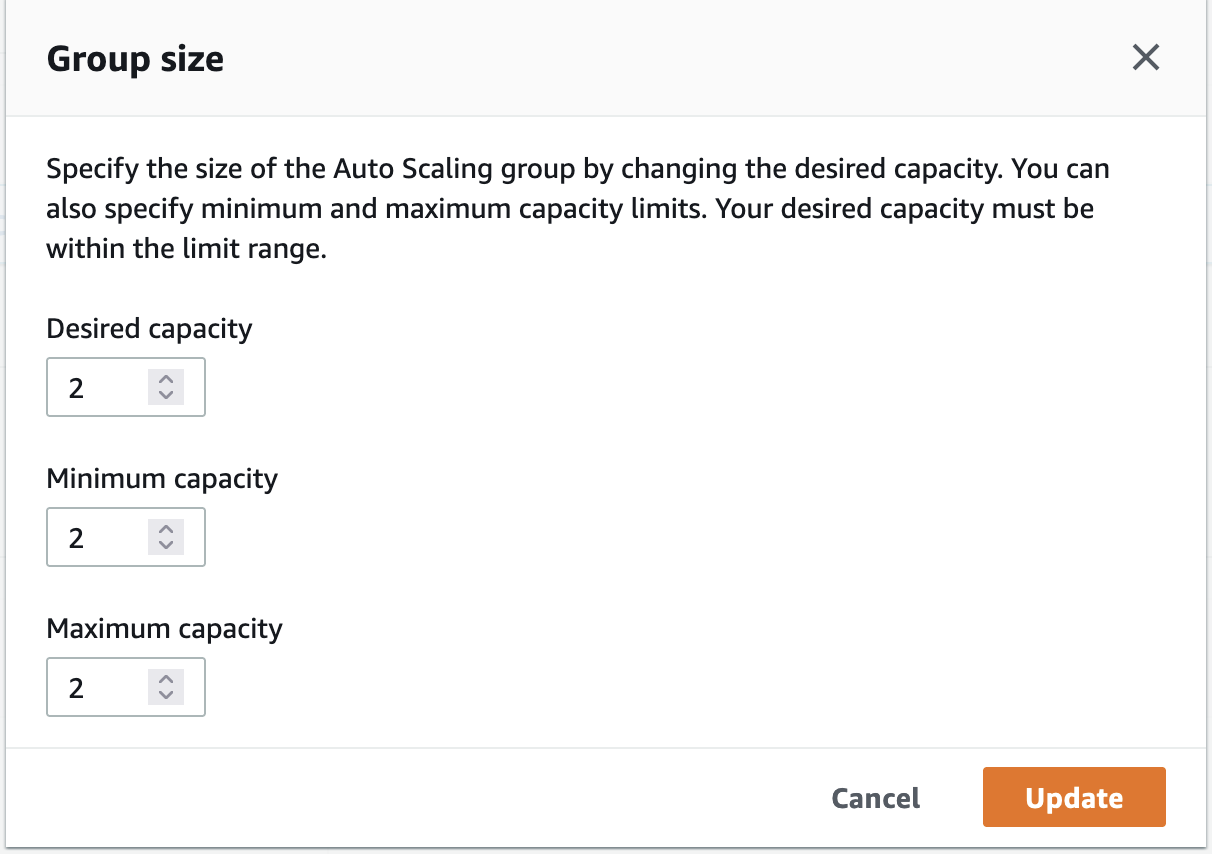 Group size
Specify the size of the Auto Scaling group by changing the desired capacity. You can
also specify minimum and maximum capacity limits. Your desired capacity must be
within the limit range.
Desired capacity
2
Minimum capacity
2
Maximum capacity
2
Cancel
Update